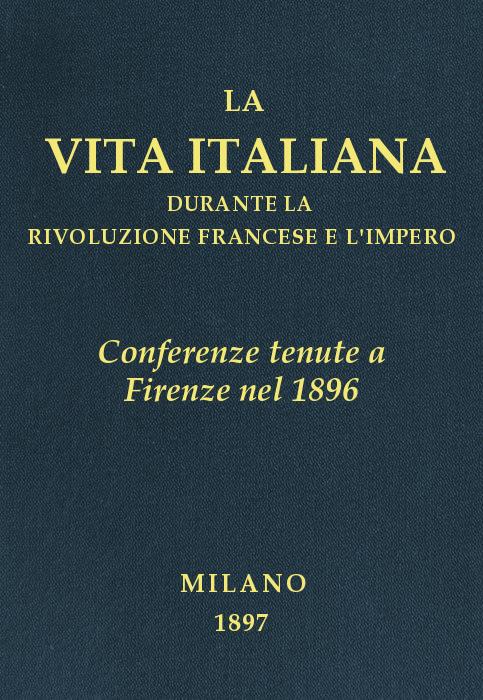 LA
VITA ITALIANA
DURANTE LA
RIVOLUZIONE FRANCESE E L'IMPERO
Conferenze tenute a
Firenze nel 1896
MILANO
1897